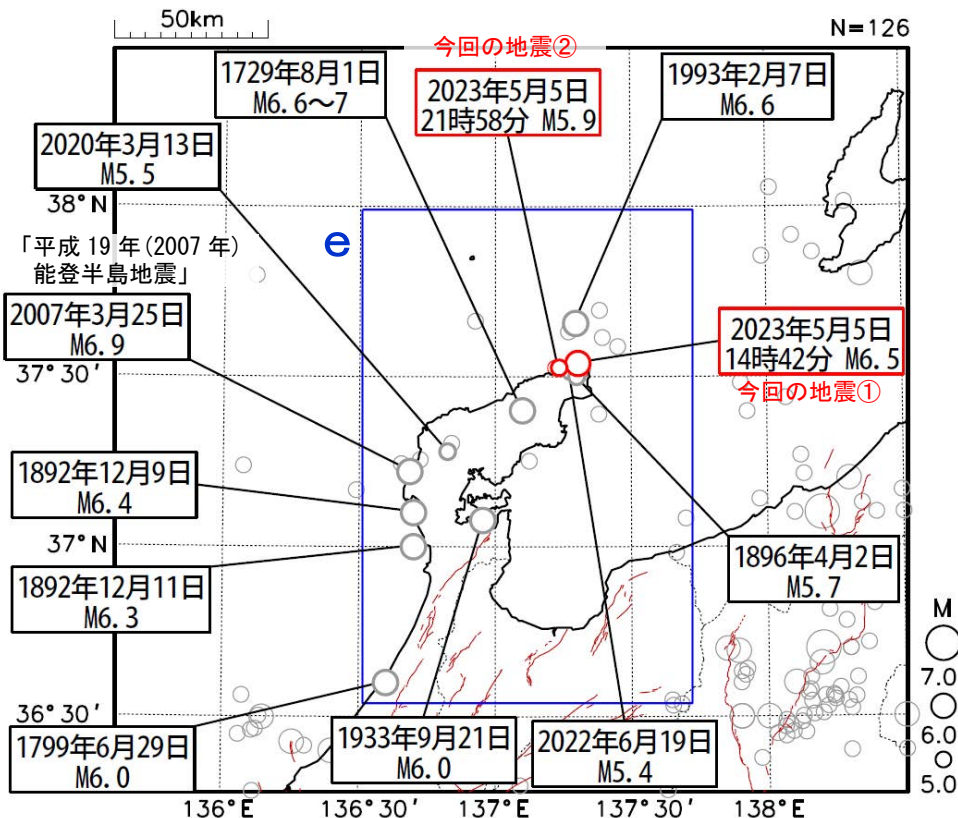 50km
N=126
今回の地震②
1729年8月1日
M6.6～7
2023年5月5日
21時58分 M5.9
1993年2月7日
M6.6
2020年3月13日
M5.5
38°N
「平成 19 年(2007 年)
能登半島地震」
e
2007年3月25日
M6.9
2023年5月5日
14時42分 M6.5
37°30′
今回の地震①
1892年12月9日
M6.4
37°N
1896年4月2日
M5.7
1892年12月11日
M6.3
M
7.0
36°30′
1799年6月29日
M6.0
1933年9月21日
M6.0
2022年6月19日
M5.4
6.0
5.0
136°E
136°30′
137°E
137°30′
138°E